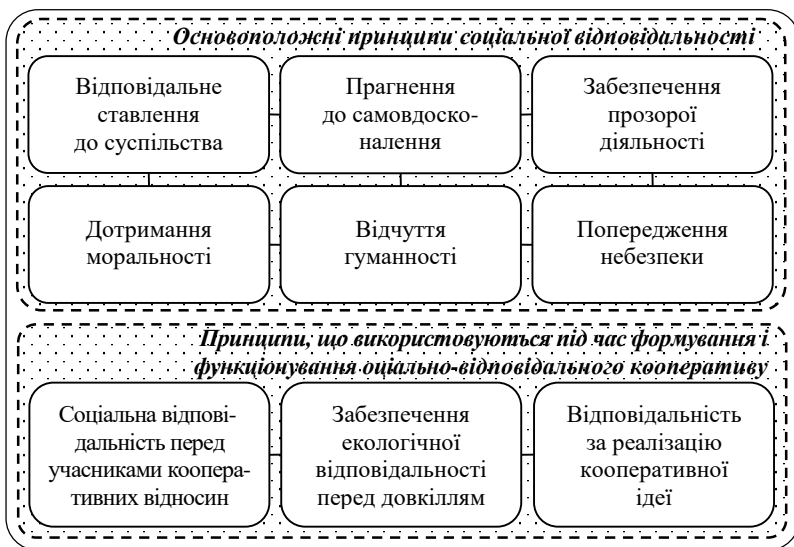 Основоположні принципи соціальної відповідальності
Відповідальне
ставлення
до суспільства
Прагнення
до самовдоско-
налення
Забезпечення
прозорої
діяльності
Дотримання
моральності
Відчуття
гуманності
Попередження
небезпеки
Принципи, що використовуються під час формування і
функціонування оціально-відповідального кооперативу
Соціальна відпові-
дальність перед
учасниками коопера-
тивних відносин
Забезпечення
екологічної
відповідальності
перед довкіллям
Відповідальність
за реалізацію
кооперативної
ідеї